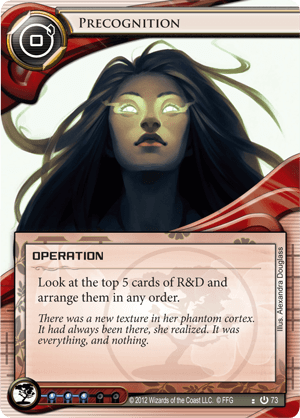 PRECOGNITION
0
OPERATION
Look at the top 5 cards of R&D and
arrange them in any order.
There was a new texture in her phantom cortex.
It had always been there, she realized. It was
everything, and nothing.
Illus. Alexandra Douglass
© 2012 Wizards of the Coast LLC. © FFG
73